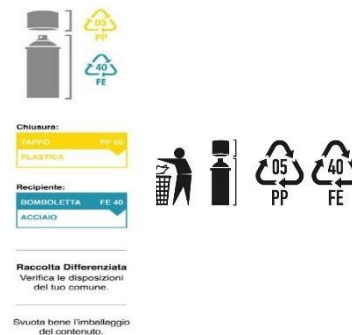 05
PP
40
FE
Chiusura:
TAPPO PP 05
PLASTICA
Recipiente:
BOMBOLETTA FE 40
ACCIAIO
Raccolta Differenziata
Verifica le disposizioni
del tuo comune.
Svuota bene l'imballaggio
del contenuto.
05 40
PP FE